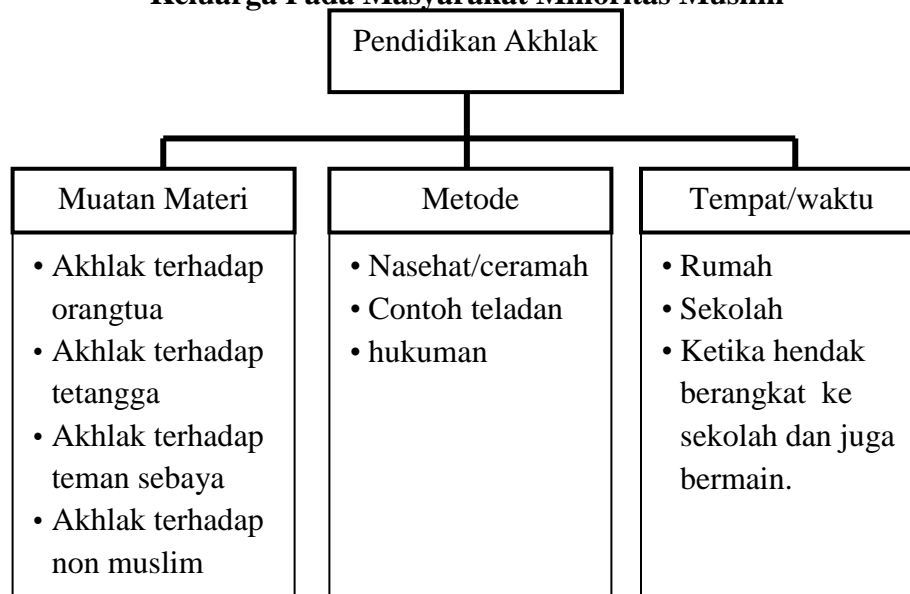 Keluarga Pada Masyarakat Minoritas Muslim
Pendidikan Akhlak
Muatan Materi
• Akhlak terhadap
orangtua
• Akhlak terhadap
tetangga
• Akhlak terhadap
teman sebaya
• Akhlak terhadap
non muslim
Metode
• Nasehat/ceramah
• Contoh teladan
• hukuman
Tempat/waktu
• Rumah
• Sekolah
• Ketika hendak
berangkat ke
sekolah dan juga
bermain.